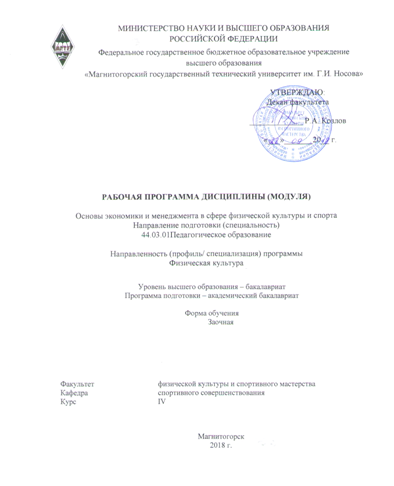 МИНИСТЕРСТВО НАУКИ И ВЫСШЕГО ОБРАЗОВАНИЯ
РОССИЙСКОЙ ФЕДЕРАЦИИ
Федеральное государственное бюджетное образовательное учреждение
высшего образования
«Магнитогорский государственный технический университет им. Г.И. Носова»
УТВЕРЖДАЮ:
Декан факультета
Р.А. Козлов
г.
РАБОЧАЯ ПРОГРАММА ДИСЦИПЛИНЫ (МОДУЛЯ)
Основы экономики и менеджмента в сфере физической культуры и спорта
Направление подготовки (специальность)
44.03.01Педагогическое образование
Направленность (профиль/ специализация) программы
Физическая культура
Уровень высшего образования – бакалавриат
Программа подготовки – академический бакалавриат
Форма обучения
Заочная
Факультет физической культуры и спортивного мастерства
Кафедра спортивного совершенствования
Курс IV
Магнитогорск
2018 г.